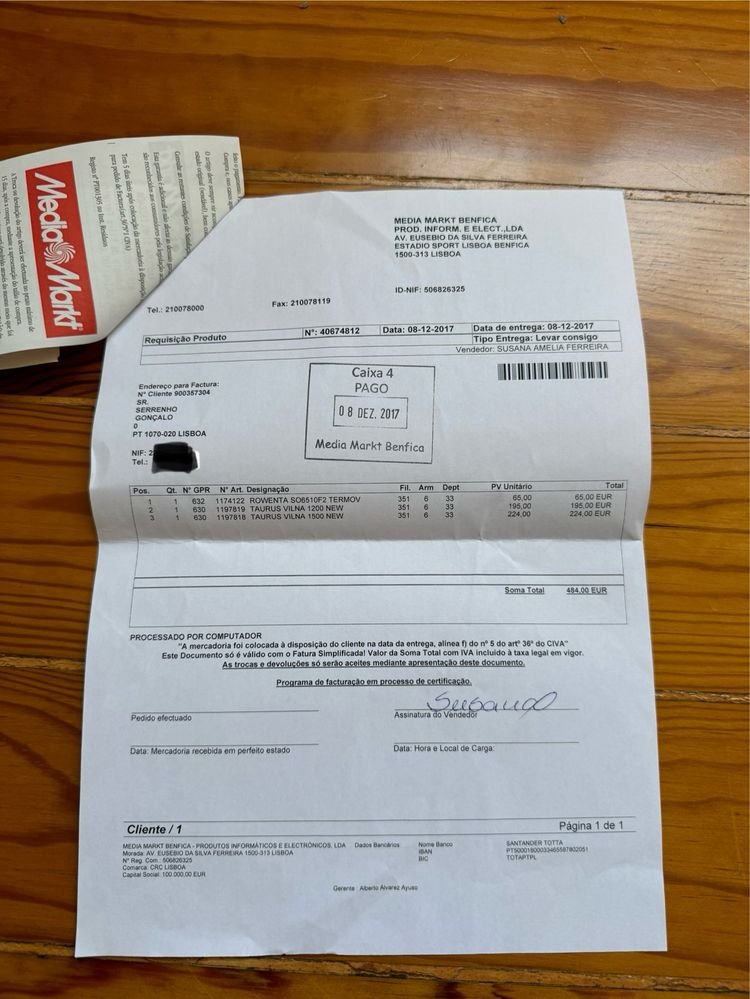 MEDIA MARKT BENFICA
PROD. INFORM. E ELECT.,LDA
AV. EUSEBIO DA SILVA FERREIRA
ESTADIO SPORT LISBOA BENFICA
1500-313 LISBOA
ID-NIF: 506826325
Tel.: 210078000 Fax: 210078119
Requisição Produto Nº: 40674812 Data: 08-12-2017 Data de entrega: 08-12-2017
Tipo Entrega: Levar consigo
Vendedor: SUSANA AMELIA FERREIRA
Caixa 4
PAGO
08 DEZ. 2017
Media Markt Benfica
Endereço para Factura:
Nº Cliente 900357304
SR.
SERRENHO
GONÇALO
0
PT 1070-020 LISBOA
NIF: 2
Tel.:
Pos. Qt. Nº GPR Nº Art. Designação Fil. Arm Dept PV Unitário Total
1 1 632 1174122 ROWENTA SO6510F2 TERMOV 351 6 33 65,00 65,00 EUR
2 1 630 1197819 TAURUS VILNA 1200 NEW 351 6 33 195,00 195,00 EUR
3 1 630 1197818 TAURUS VILNA 1500 NEW 351 6 33 224,00 224,00 EUR
Soma Total 484,00 EUR
PROCESSADO POR COMPUTADOR
"A mercadoria foi colocada à disposição do cliente na data da entrega, alinea f) do nº 5 do artº 36º do CIVA"
Este Documento só é válido com o Fatura Simplificada! Valor da Soma Total com IVA incluido à taxa legal em vigor.
As trocas e devoluções só serão aceites mediante apresentação deste documento.
Programa de facturação em processo de certificação.
Pedido efectuado Assinatura do Vendedor
Data: Mercadoria recebida em perfeito estado Data: Hora e Local de Carga:
Cliente / 1 Página 1 de 1
MEDIA MARKT BENFICA - PRODUTOS INFORMÁTICOS E ELECTRÓNICOS, LDA Dados Bancários Nome Banco SANTANDER TOTTA
Morada: AV. EUSEBIO DA SILVA FERREIRA 1500-313 LISBOA IBAN PT50001800033465587802051
Nº Reg. Com.: 506826325 BIC TOTAPTPL
Comarca: CRC LISBOA
Capital Social: 100.000,00 EUR
Gerente : Alberto Álvarez Ayuso
Media Markt